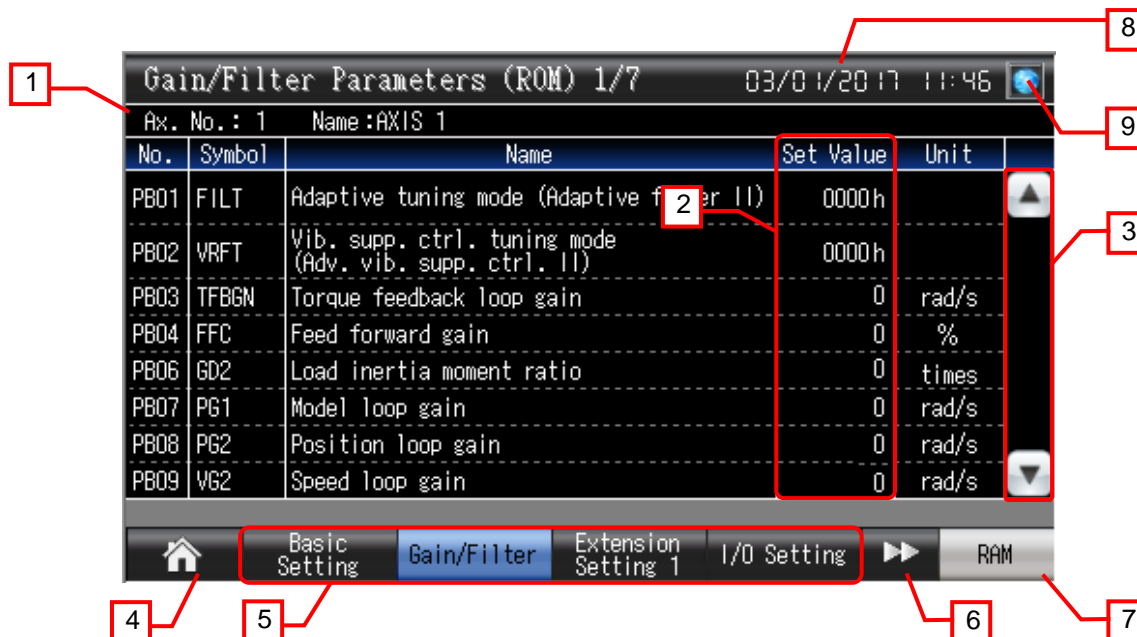 8
Gain/Filter Parameters (ROM) 1/7 03/01/2017 11:46
1
Ax. No.: 1 Name:AXIS 1
9
No. Symbol Name Set Value Unit
PB01 FILT Adaptive tuning mode (Adaptive II) 0000h
2
3
PB02 VRFT Vib. supp. ctrl. tuning mode
(Adv. vib. supp. ctrl. II) 0000h
PB03 TFBGN Torque feedback loop gain 0 rad/s
PB04 FFC Feed forward gain 0 %
PB06 GD2 Load inertia moment ratio 0 times
PB07 PG1 Model loop gain 0 rad/s
PB08 PG2 Position loop gain 0 rad/s
PB09 VG2 Speed loop gain 0 rad/s
Basic
Setting Gain/Filter Extension
Setting 1 I/O Setting RAM
4 5 6 7